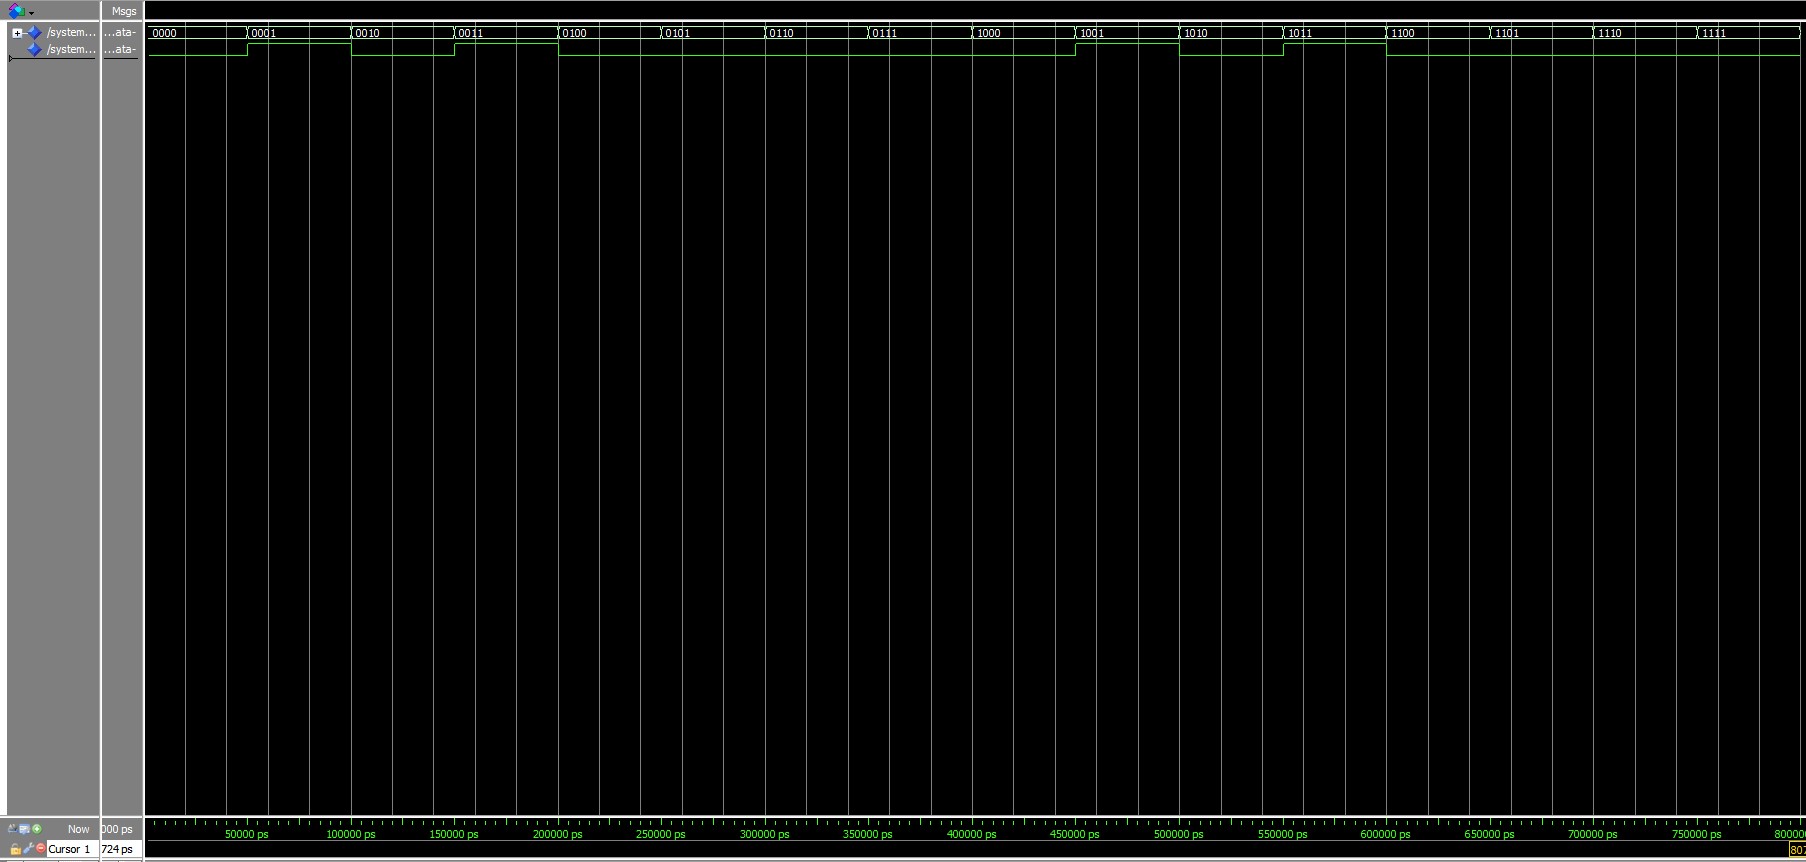 Msgs
/system... ...ata- 0000 0001 0010 0011 0100 0101 0110 0111 1000 1001 1010 1011 1100 1101 1110 1111
/system... ...ata-
Now 000 ps 50000 ps 100000 ps 150000 ps 200000 ps 250000 ps 300000 ps 350000 ps 400000 ps 450000 ps 500000 ps 550000 ps 600000 ps 650000 ps 700000 ps 750000 ps 800000
Cursor 1 724 ps 807